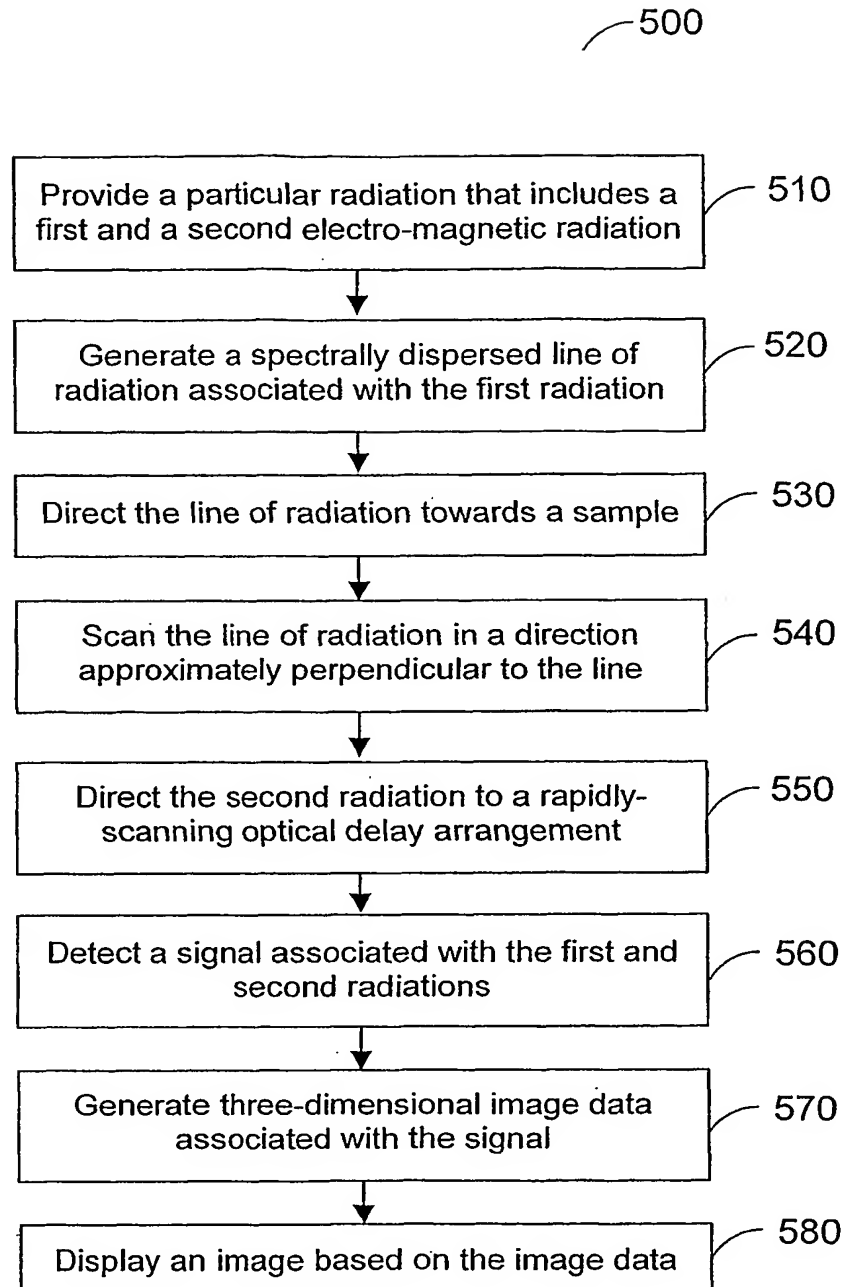 500
Provide a particular radiation that includes a
first and a second electro-magnetic radiation
510
Generate a spectrally dispersed line of
radiation associated with the first radiation
520
Direct the line of radiation towards a sample
530
Scan the line of radiation in a direction
approximately perpendicular to the line
540
Direct the second radiation to a rapidly-
scanning optical delay arrangement
550
Detect a signal associated with the first and
second radiations
560
Generate three-dimensional image data
associated with the signal
570
Display an image based on the image data
580